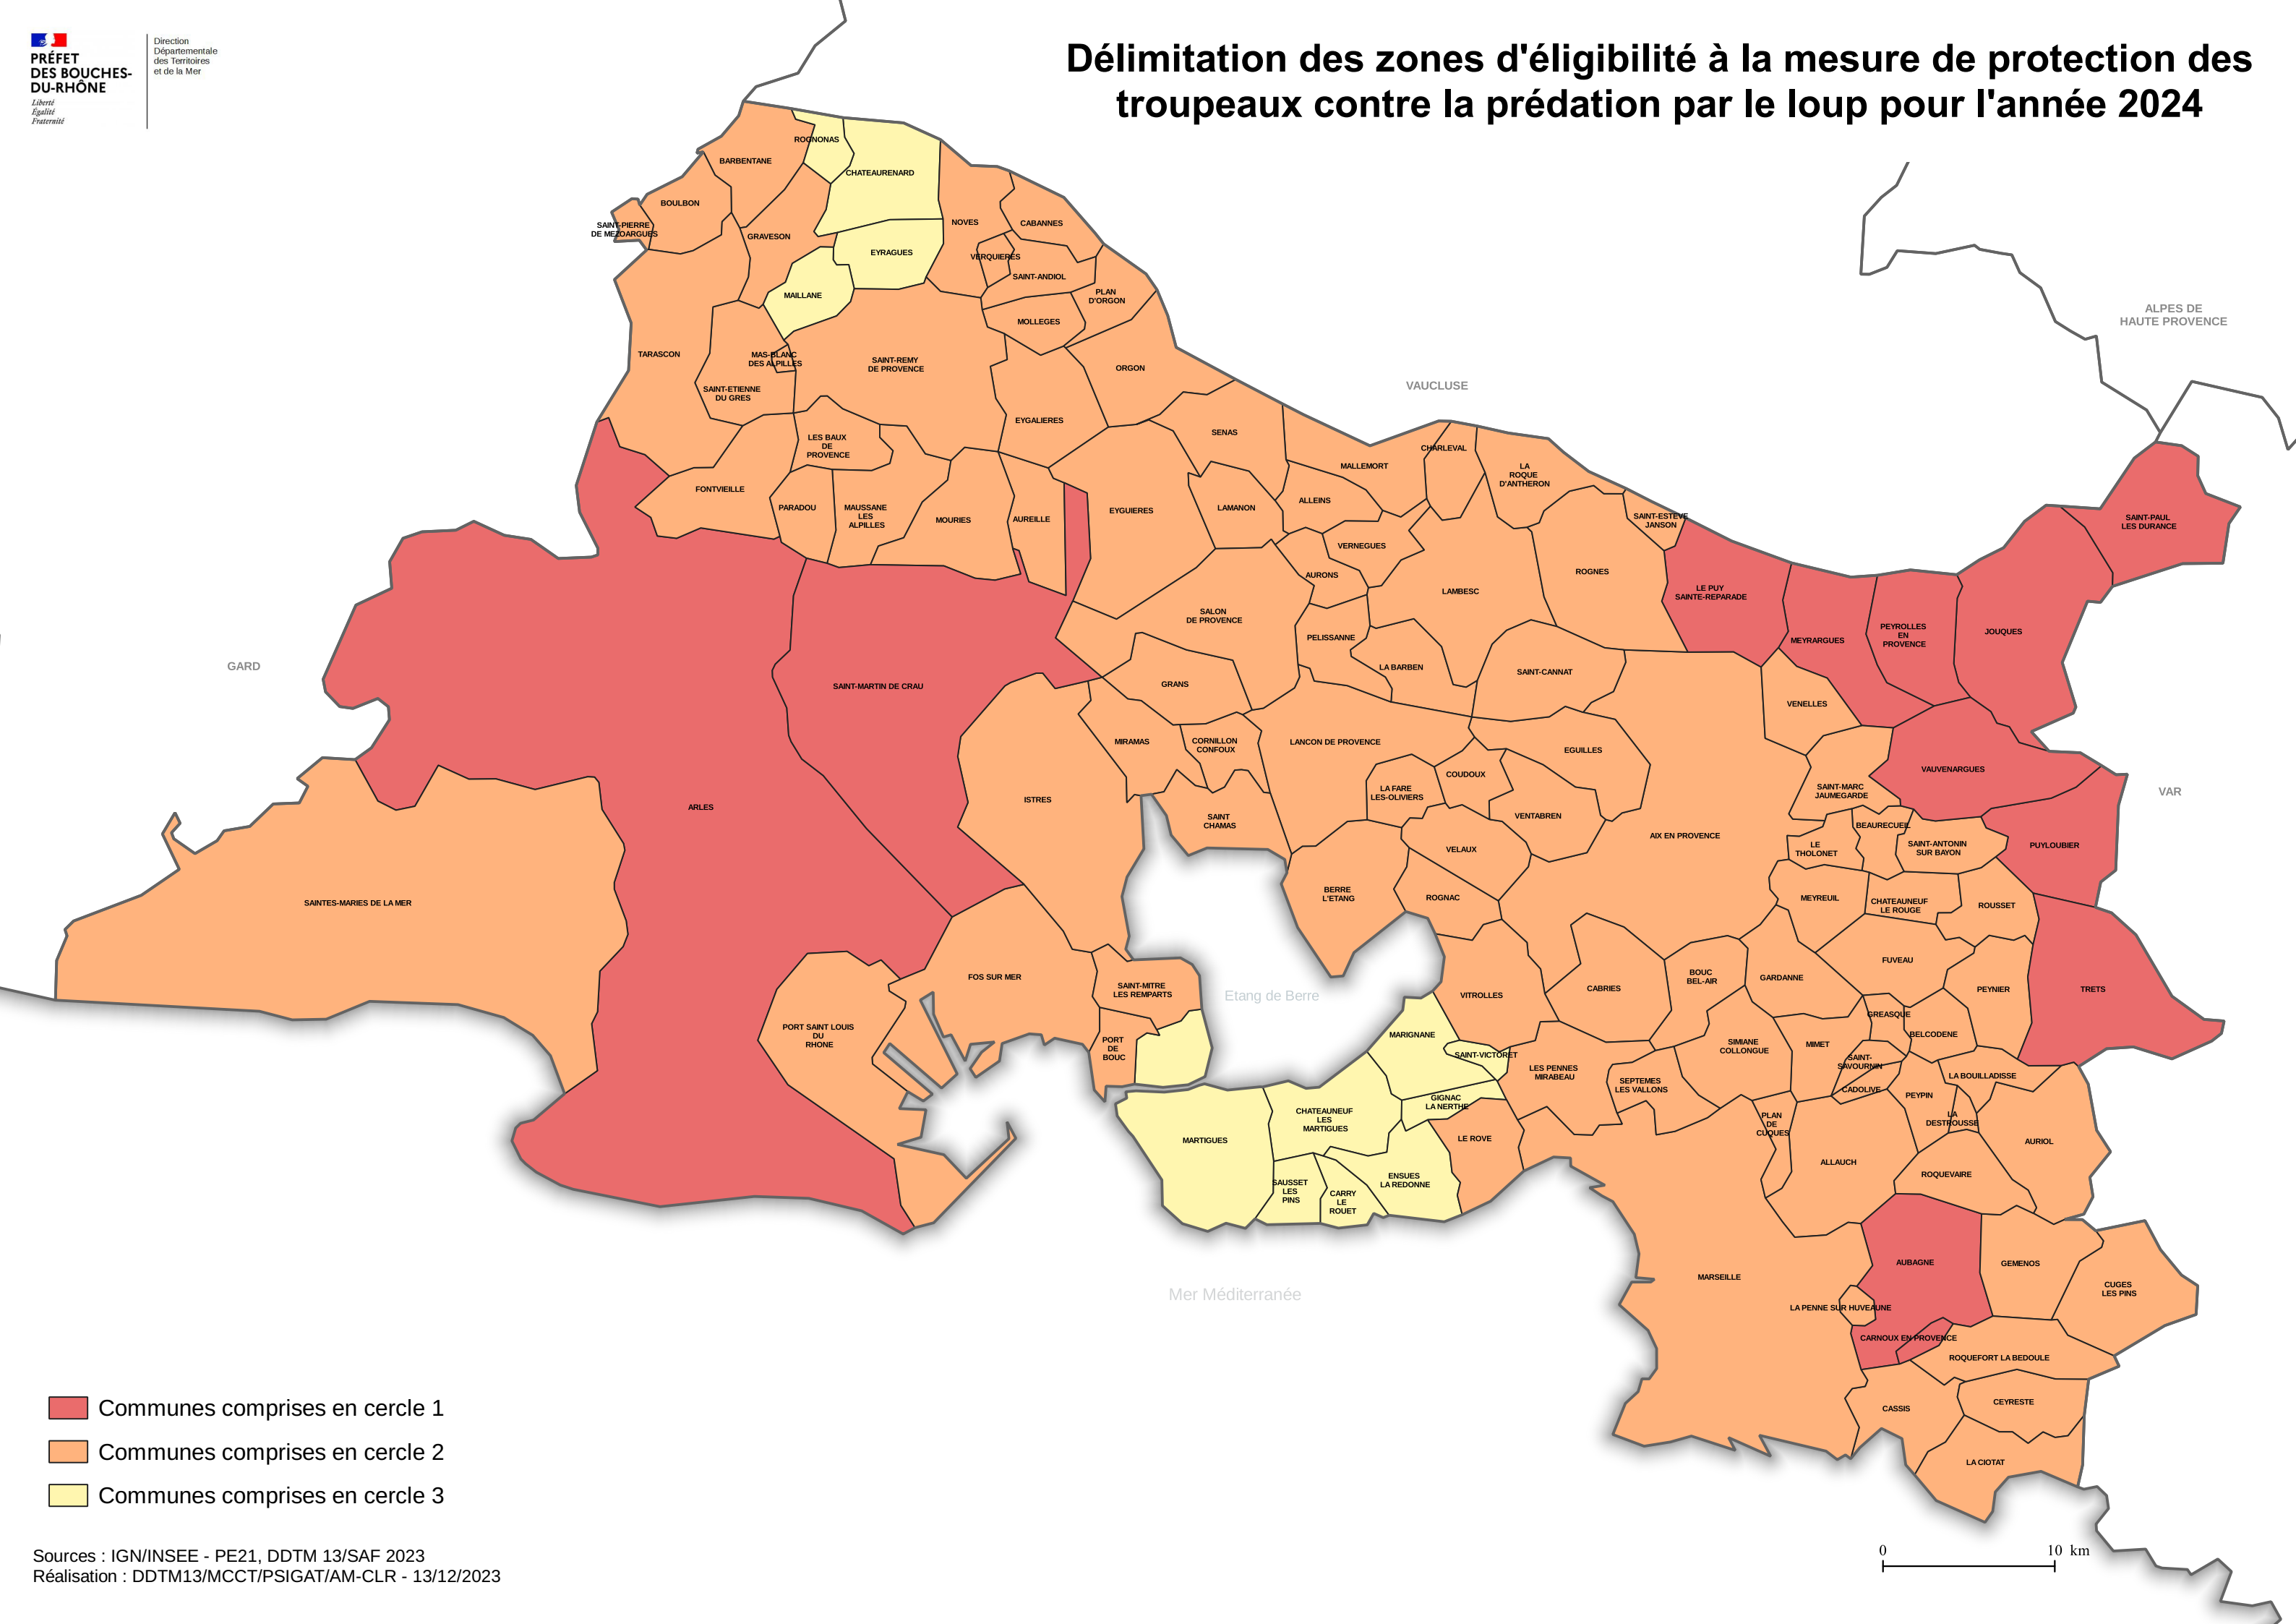 PRÉFET
DES BOUCHES-
DU-RHÔNE
Liberté
Égalité
Fraternité
Direction
Départementale
des Territoires
et de la Mer
Délimitation des zones d'éligibilité à la mesure de protection des
troupeaux contre la prédation par le loup pour l'année 2024
ROGNONAS
BARBENTANE
CHATEAURENARD
BOULBON
SAINT-PIERRE
DE MEZOARGUES
GRAVESON
NOVES
CABANNES
EYRAGUES
VERQUIERES
SAINT-ANDIOL
MAILLANE
PLAN
D'ORGON
MOLLEGES
ALPES DE
HAUTE PROVENCE
TARASCON
MAS-BLANC
DES ALPILLES
SAINT-REMY
DE PROVENCE
ORGON
VAUCLUSE
SAINT-ETIENNE
DU GRES
EYGALIERES
SENAS
LES BAUX
DE
PROVENCE
CHARLEVAL
MALLEMORT
LA
ROQUE
D'ANTHERON
FONTVIEILLE
PARADOU
MAUSSANE
LES
ALPILLES
MOURIES
AUREILLE
EYGUIERES
LAMANON
ALLEINS
SAINT-ESTEVE
JANSON
SAINT-PAUL
LES DURANCE
VERNEGUES
AURONS
ROGNES
LAMBESC
LE PUY
SAINTE-REPARADE
SALON
DE PROVENCE
PELISSANNE
MEYRARGUES
PEYROLLES
EN
PROVENCE
JOUQUES
GARD
LA BARBEN
SAINT-CANNAT
SAINT-MARTIN DE CRAU
GRANS
VENELLES
MIRAMAS
CORNILLON
CONFOUX
LANCON DE PROVENCE
EGUILLES
COUDOUX
VAUVENARGUES
VAR
LA FARE
LES-OLIVIERS
SAINT-MARC
JAUMEGARDE
ISTRES
ARLES
SAINT
CHAMAS
VENTABREN
AIX EN PROVENCE
BEAURECUEIL
LE
THOLONET
SAINT-ANTONIN
SUR BAYON
PUYLOUBIER
VELAUX
SAINTES-MARIES DE LA MER
BERRE
L'ETANG
ROGNAC
MEYREUIL
CHATEAUNEUF
LE ROUGE
ROUSSET
FUVEAU
FOS SUR MER
SAINT-MITRE
LES REMPARTS
Etang de Berre
VITROLLES
CABRIES
BOUC
BEL-AIR
GARDANNE
PEYNIER
TRETS
PORT SAINT LOUIS
DU
RHONE
PORT
DE
BOUC
MARIGNANE
SAINT-VICTORET
GREASQUE
BELCODENE
SIMIANE
COLLONGUE
MIMET
SAINT-
SAVOURNIN
LES PENNES
MIRABEAU
SEPTEMES
LES VALLONS
CADOLIVE
LA BOUILLADISSE
PEYPIN
GIGNAC
LA NERTHE
CHATEAUNEUF
LES
MARTIGUES
PLAN
DE
CUQUES
LA
DESTROUSSE
MARTIGUES
LE ROVE
AURIOL
ALLAUCH
ROQUEVAIRE
SAUSSET
LES
PINS
CARRY
LE
ROUET
ENSUES
LA REDONNE
Mer Méditerranée
MARSEILLE
AUBAGNE
GEMENOS
CUGES
LES PINS
LA PENNE SUR HUVEAUNE
CARNOUX EN PROVENCE
ROQUEFORT LA BEDOULE
CASSIS
CEYRESTE
LA CIOTAT
Communes comprises en cercle 1
Communes comprises en cercle 2
Communes comprises en cercle 3
Sources : IGN/INSEE - PE21, DDTM 13/SAF 2023
Réalisation : DDTM13/MCCT/PSIGAT/AM-CLR - 13/12/2023
0 10 km